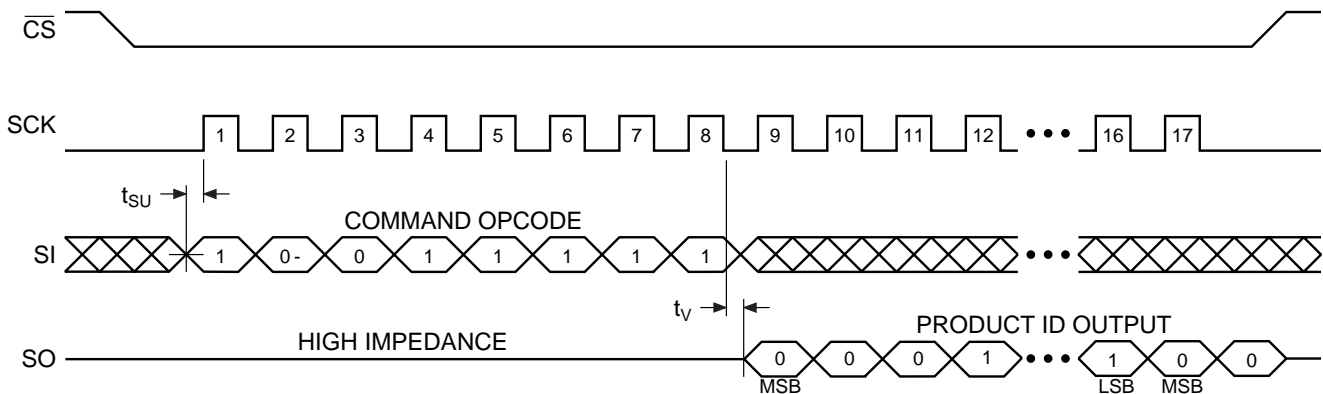 CS
SCK 1 2 3 4 5 6 7 8 9 10 11 12 ••• 16 17
tSU
COMMAND OPCODE
SI 1 0- 0 1 1 1 1 1 •••
tV
HIGH IMPEDANCE PRODUCT ID OUTPUT
SO 0 0 0 1 ••• 1 0 0
MSB LSB MSB